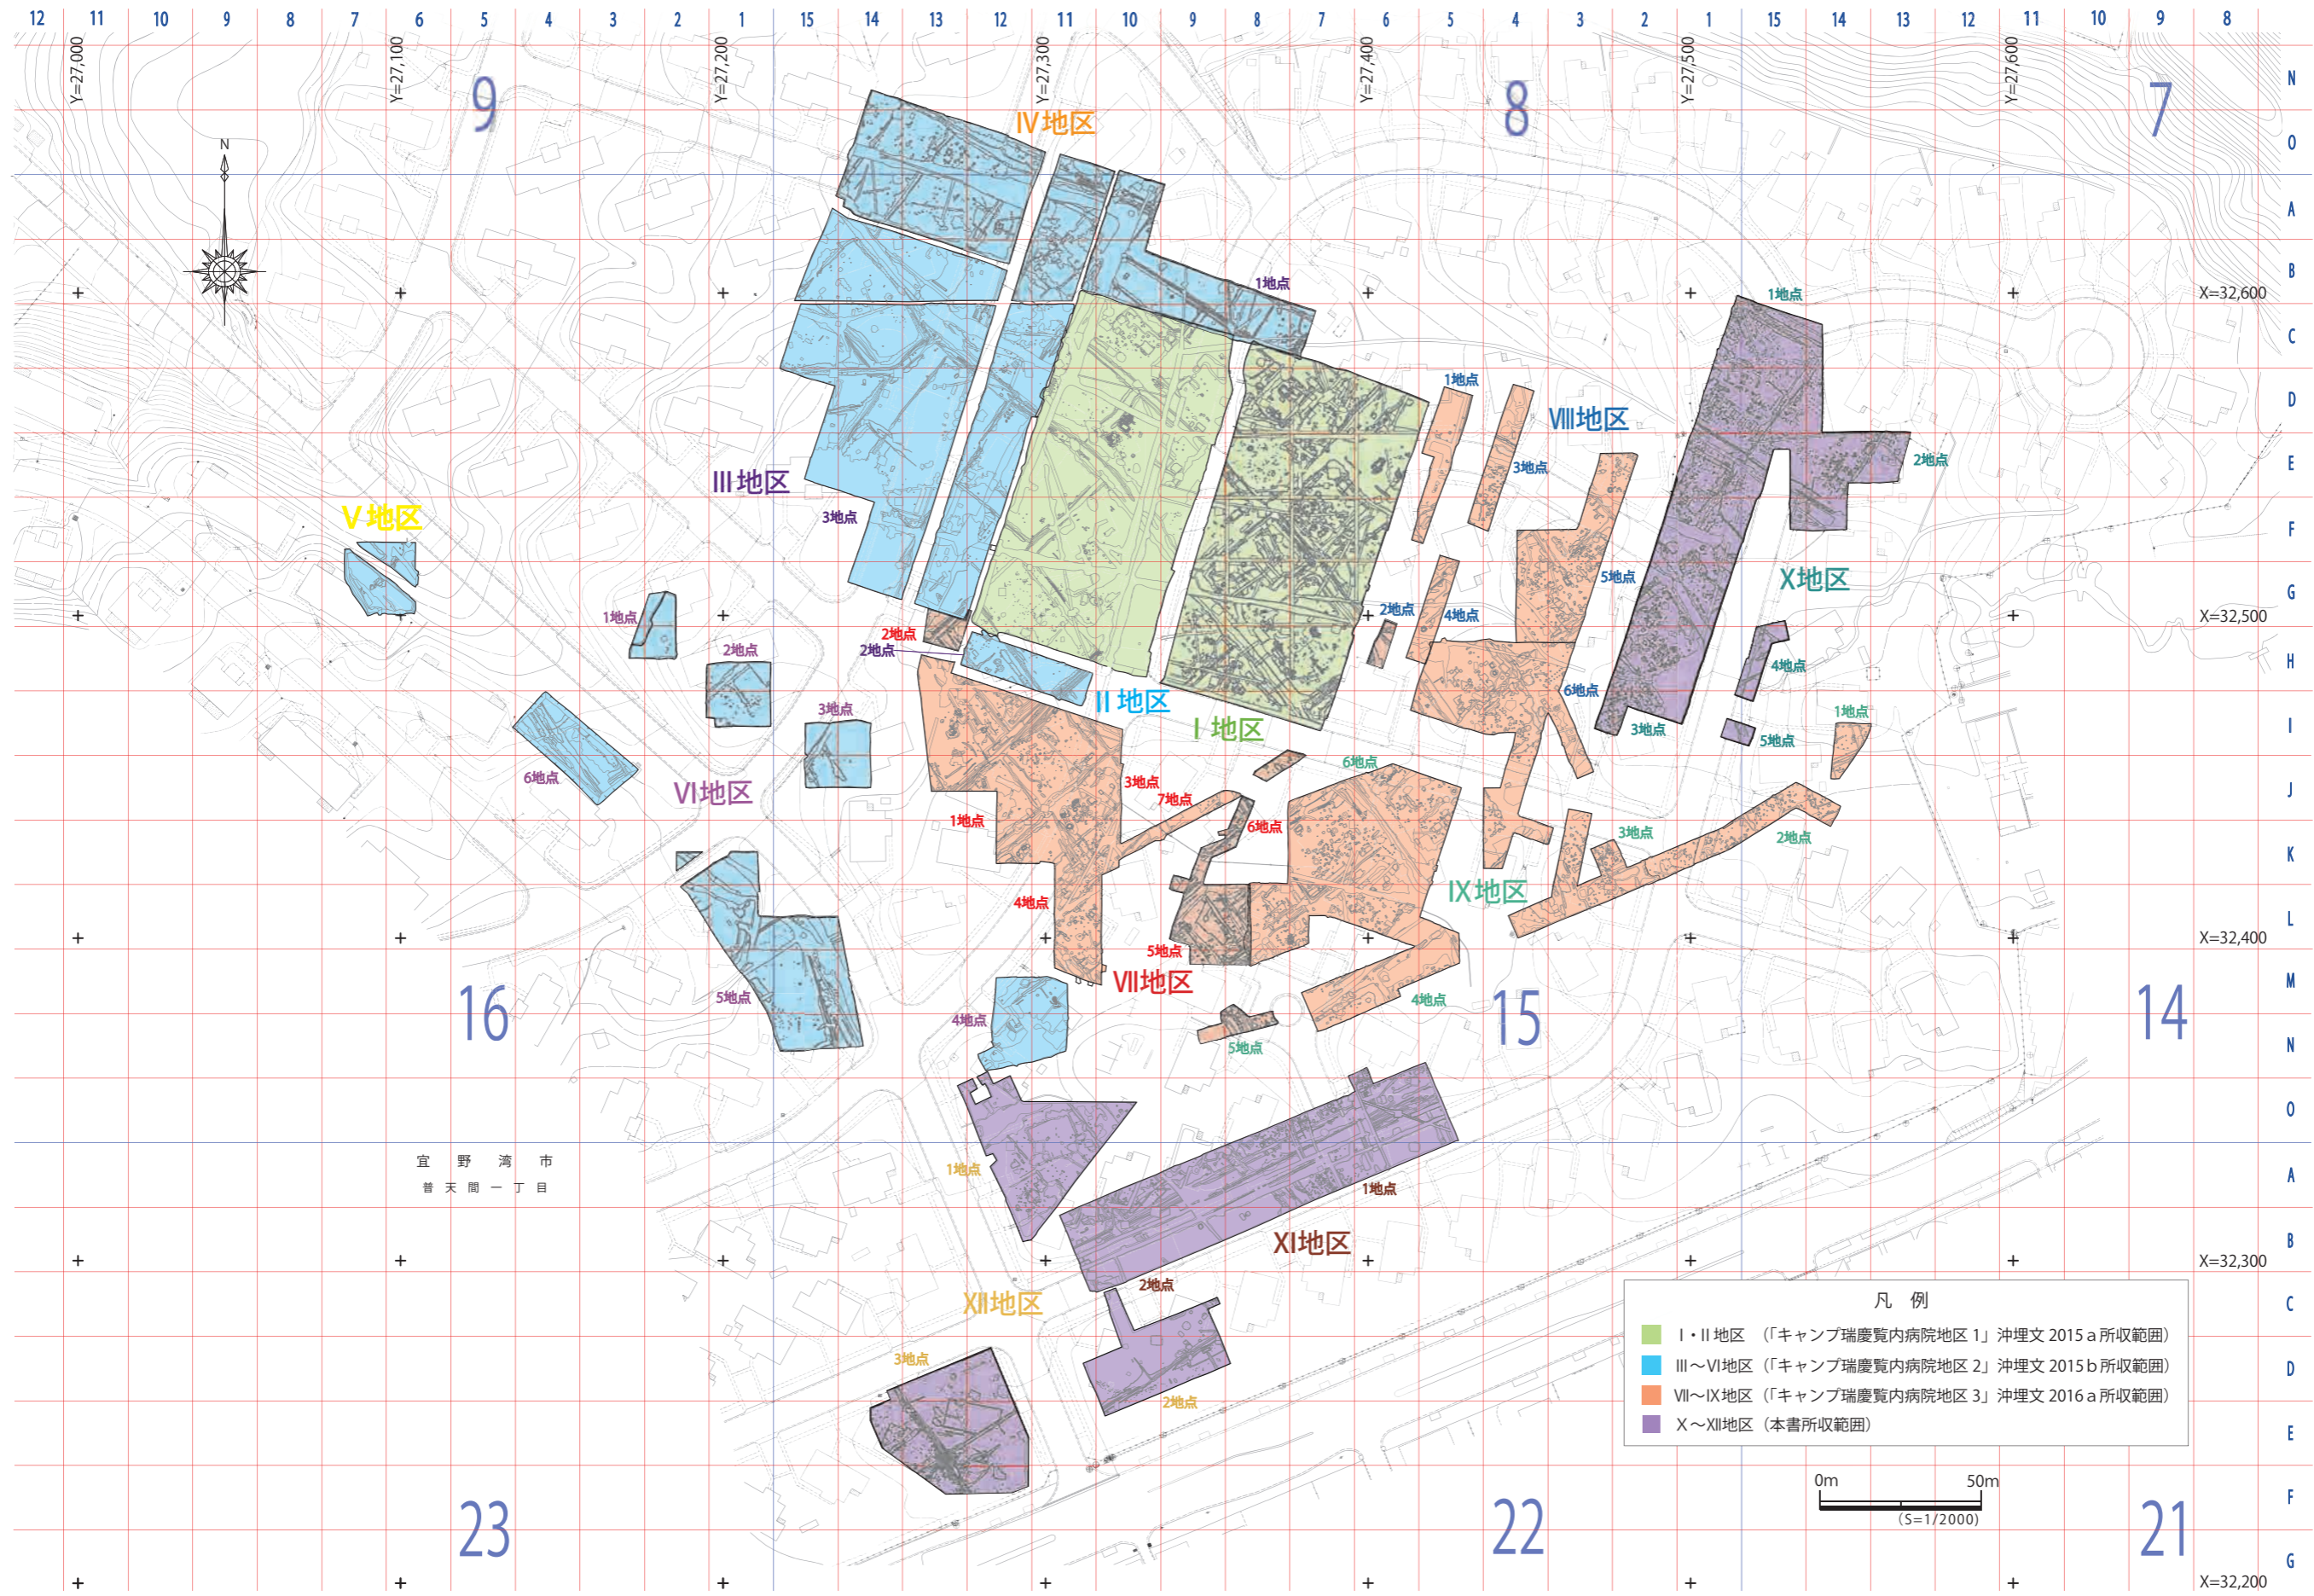 12 11 10 9 8 7 6 5 4 3 2 1 15 14 13 12 11 10 9 8 7 6 5 4 3 2 1 15 14 13 12 11 10 9 8
Y=27,000
Y=27,100
Y=27,200
Y=27,300
Y=27,400
Y=27,500
Y=27,600
N
9
8
7
Ⅳ地区
O
N
A
B
1地点
1地点
X=32,600
C
1地点
D
Ⅷ地区
E
2地点
3地点
Ⅲ地区
3地点
Ⅴ地区
F
5地点
Ⅹ地区
G
1地点
2地点
4地点
X=32,500
2地点
2地点
2地点
H
4地点
6地点
Ⅱ地区
3地点
Ⅰ地区
1地点
I
3地点
5地点
6地点
6地点
3地点
Ⅵ地区
7地点
J
1地点
6地点
3地点
2地点
K
Ⅸ地区
4地点
L
X=32,400
5地点
Ⅶ地区
M
5地点
4地点
16
15
14
4地点
5地点
N
O
宜野湾市
普天間一丁目
1地点
A
1地点
Ⅺ地区
B
X=32,300
2地点
Ⅻ地区
C
3地点
D
2地点
E
凡 例
Ⅰ・Ⅱ地区 (「キャンプ瑞慶覧内病院地区 1」沖埋文 2015 a 所収範囲)
Ⅲ～Ⅵ地区 (「キャンプ瑞慶覧内病院地区 2」沖埋文 2015 b 所収範囲)
Ⅶ～Ⅸ地区 (「キャンプ瑞慶覧内病院地区 3」沖埋文 2016 a 所収範囲)
Ⅹ～Ⅻ地区 (本書所収範囲)
0m 50m
(S=1/2000)
F
23
22
21
G
X=32,200